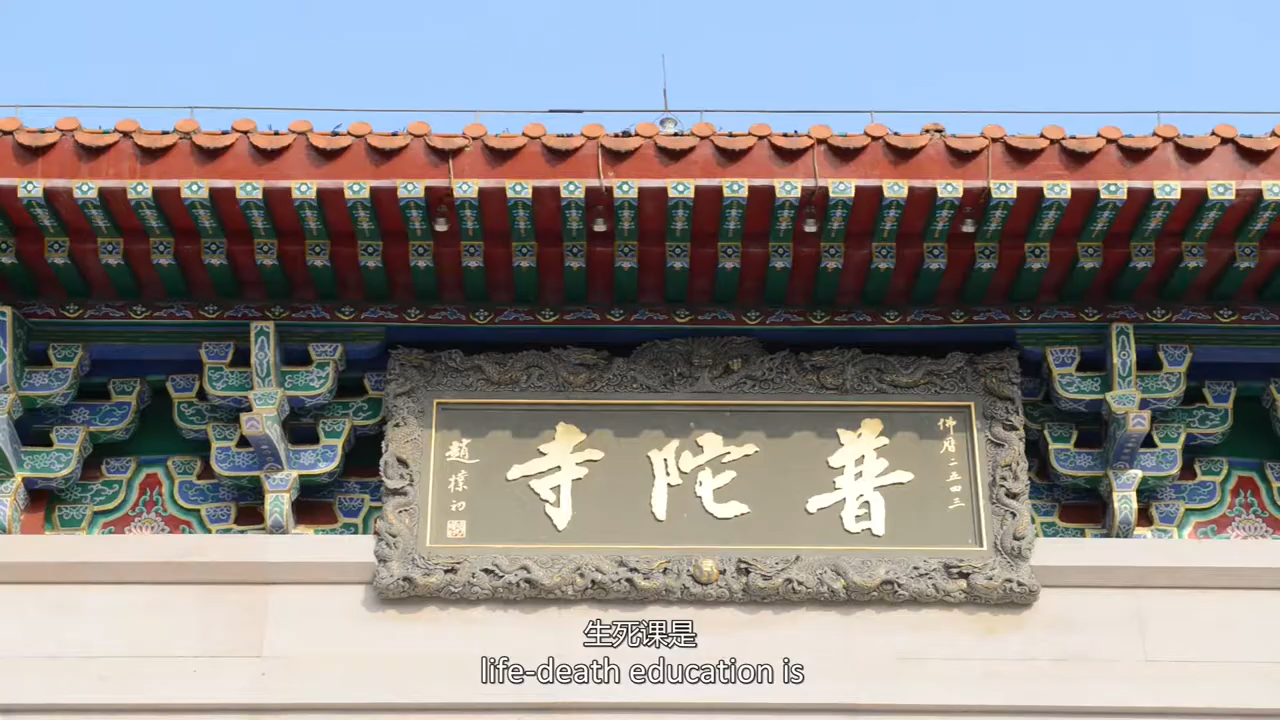 普陀寺
佛曆二五四三
趙樸初
生死课是
life-death education is